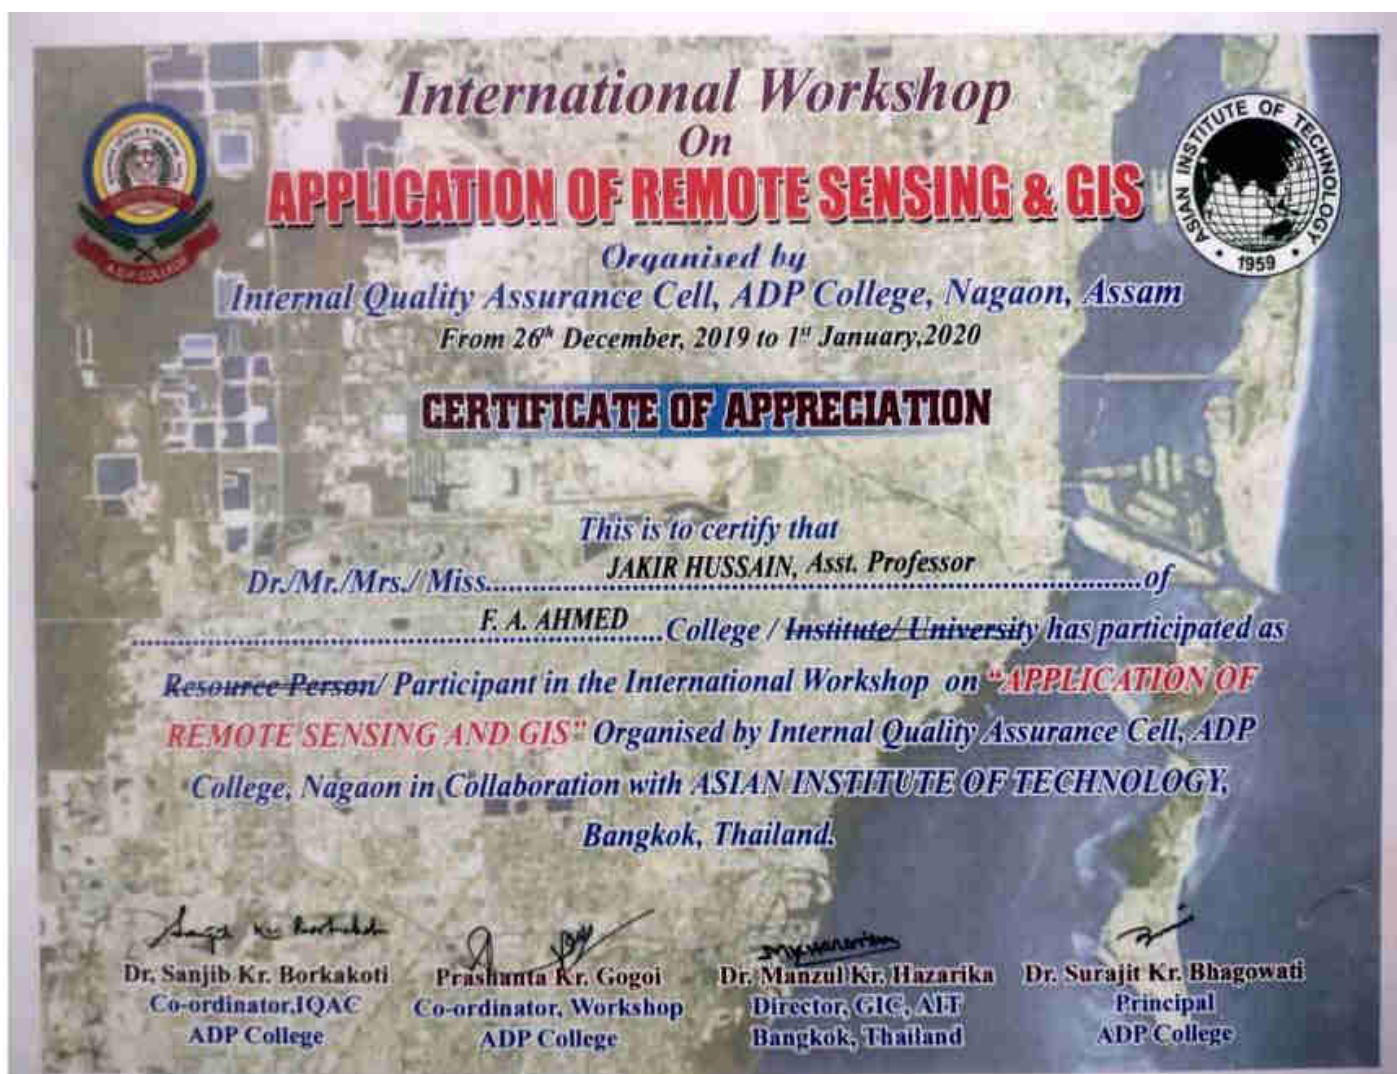 International Workshop
On
APPLICATION OF REMOTE SENSING & GIS
ASIAN INSTITUTE OF TECHNOLOGY
1959
A.D.P. COLLEGE
Organised by
Internal Quality Assurance Cell, ADP College, Nagaon, Assam
From 26th December, 2019 to 1st January,2020
CERTIFICATE OF APPRECIATION
This is to certify that
Dr./Mr./Mrs./ Miss.....JAKIR HUSSAIN, Asst. Professor.....of
.....F. A. AHMED.....College / Institute/ University has participated as
Resource Person/ Participant in the International Workshop on "APPLICATION OF
REMOTE SENSING AND GIS" Organised by Internal Quality Assurance Cell, ADP
College, Nagaon in Collaboration with ASIAN INSTITUTE OF TECHNOLOGY,
Bangkok, Thailand.
Dr. Sanjib Kr. Borkakoti
Co-ordinator,IQAC
ADP College
Prashanta Kr. Gogoi
Co-ordinator, Workshop
ADP College
Dr. Manzul Kr. Hazarika
Director, GIC, AIT
Bangkok, Thailand
Dr. Surajit Kr. Bhagowati
Principal
ADP College